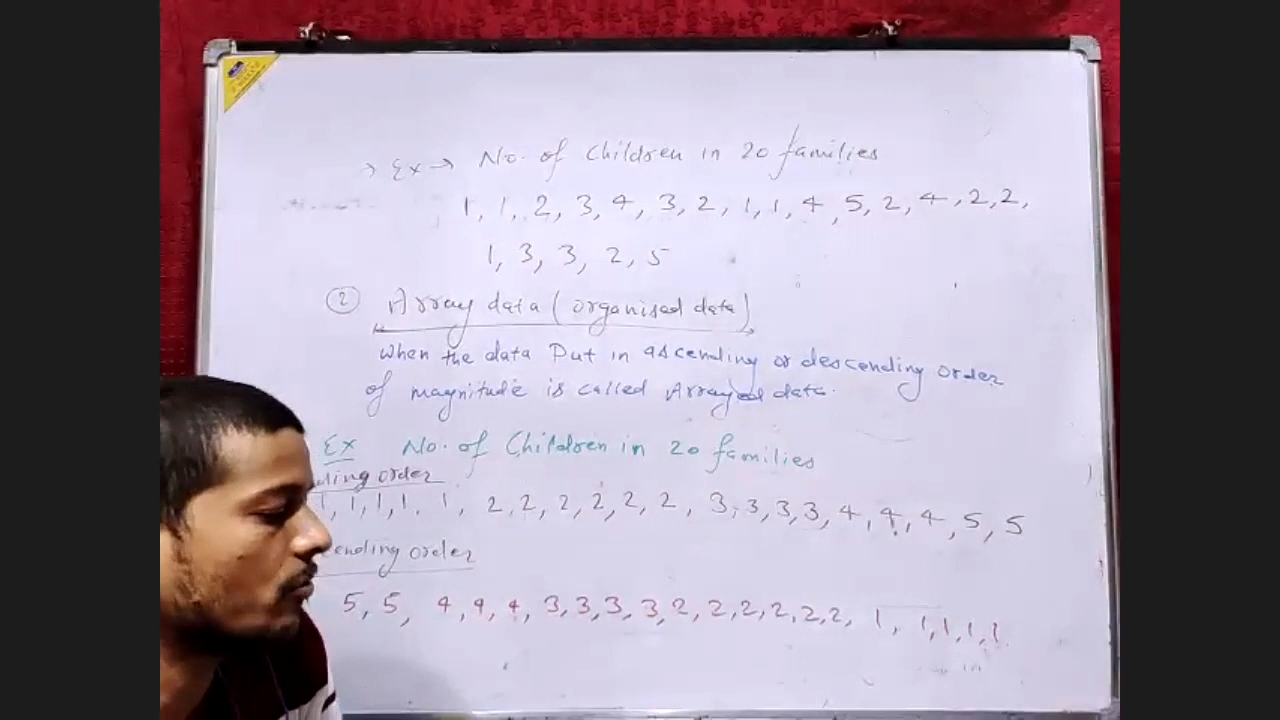 → Ex → No. of Children in 20 families
1, 1, 2, 3, 4, 3, 2, 1, 1, 4, 5, 2, 4, 2, 2,
1, 3, 3, 2, 5
② Array data (organised data)
When the data Put in ascending or descending order
of magnitude is called Arrayed data.
Ex No. of Children in 20 families
ding order
1, 1, 1, 1, 1, 2, 2, 2, 2, 2, 2, 3, 3, 3, 3, 4, 4, 4, 5, 5
cending order
5, 5, 4, 4, 4, 3, 3, 3, 3, 2, 2, 2, 2, 2, 2, 1, 1, 1, 1, 1